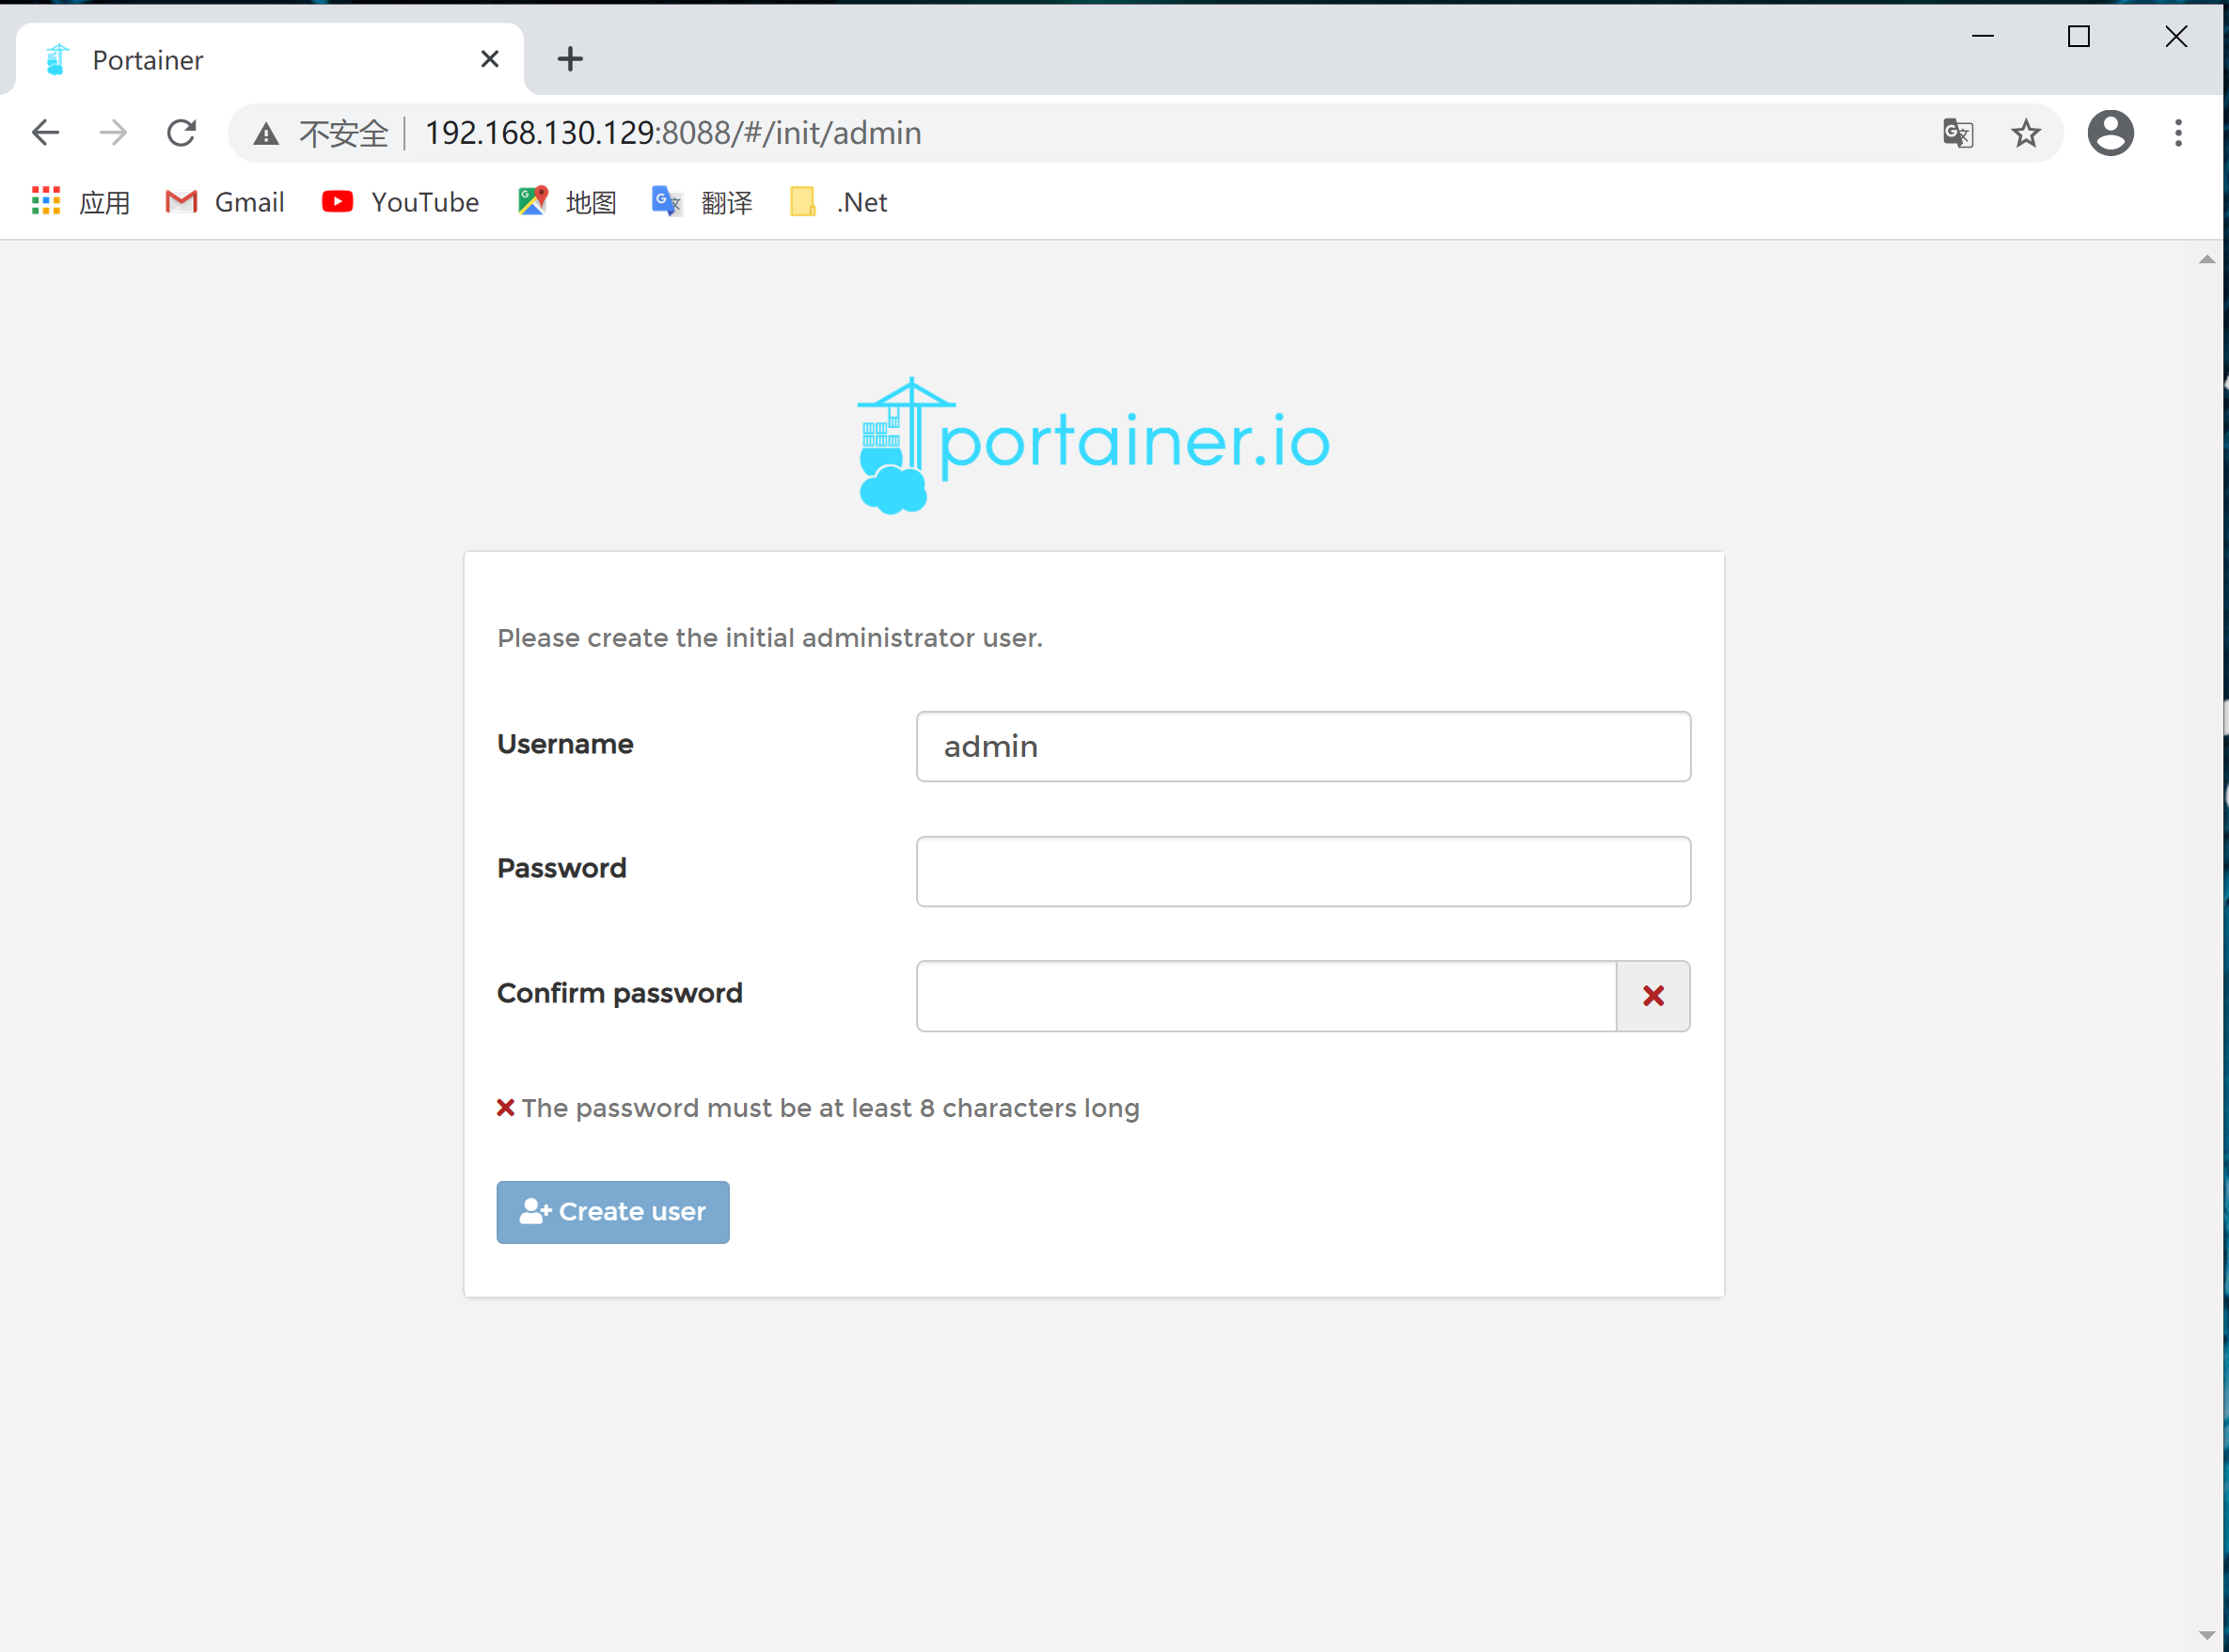 Portainer
不安全 192.168.130.129:8088/#/init/admin
应用 Gmail YouTube 地图 翻译 .Net
portainer.io
Please create the initial administrator user.
Username admin
Password
Confirm password
The password must be at least 8 characters long
Create user